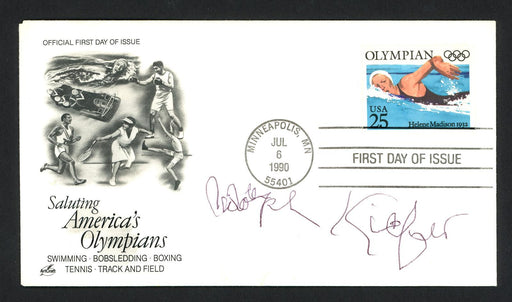 OFFICIAL FIRST DAY OF ISSUE
OLYMPIAN
USA
25
Helene Madison 1932
MINNEAPOLIS, MN
JUL
6
1990
55401
FIRST DAY OF ISSUE
Saluting
America's
Olympians
SWIMMING · BOBSLEDDING · BOXING
TENNIS · TRACK AND FIELD
ArtCraft